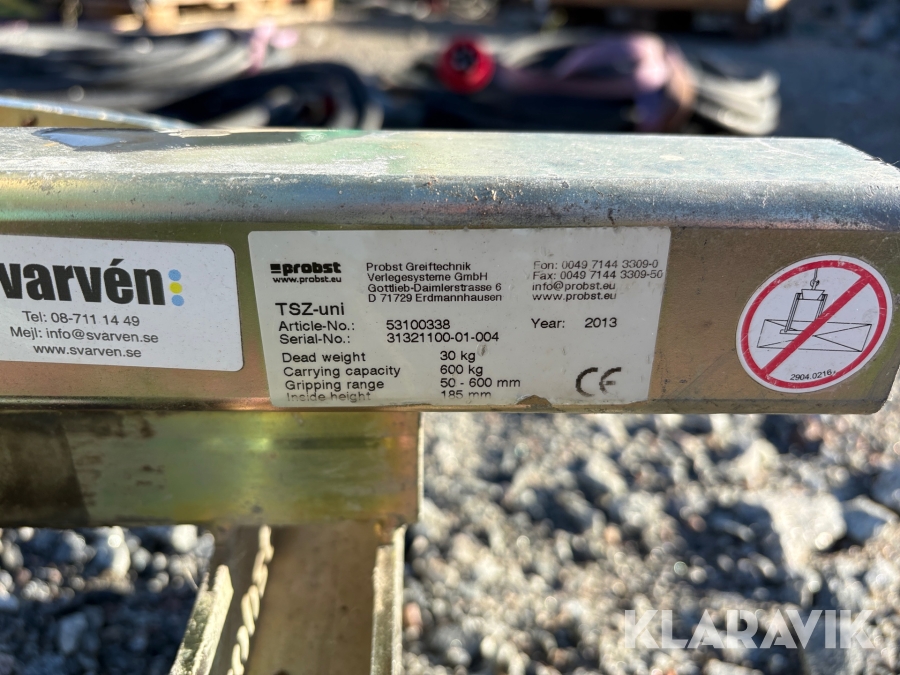 svarvén:
Tel: 08-711 14 49
Mejl: info@svarven.se
www.svarven.se
probst
www.probst.eu
Probst Greiftechnik
Verlegesysteme GmbH
Gottlieb-Daimlerstrasse 6
D 71729 Erdmannhausen
Fon: 0049 7144 3309-0
Fax: 0049 7144 3309-50
info@probst.eu
www.probst.eu
TSZ-uni
Article-No.: 53100338 Year: 2013
Serial-No.: 31321100-01-004
Dead weight 30 kg
Carrying capacity 600 kg
Gripping range 50 - 600 mm
Inside height 185 mm
CE
2904.0216
KLARAVIK